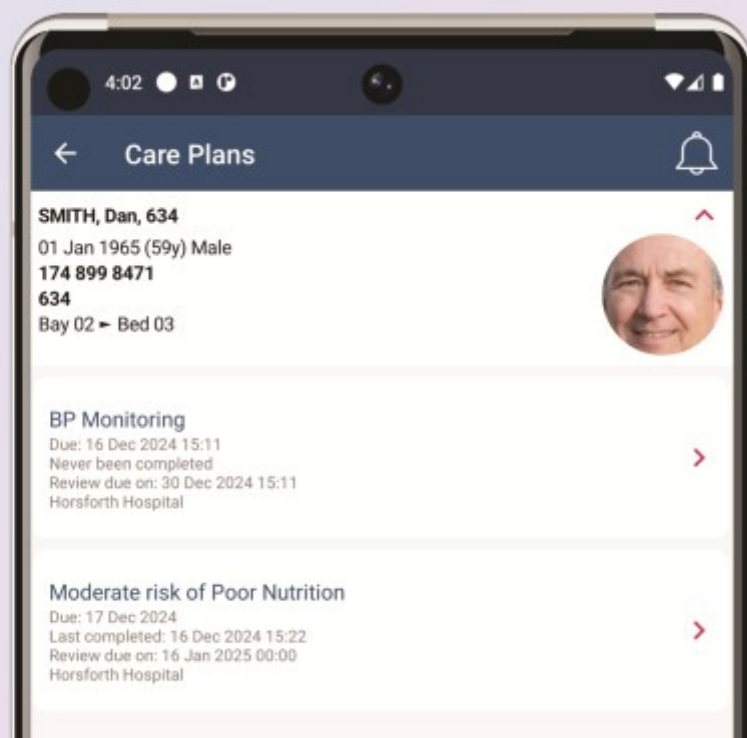 4:02
Care Plans
SMITH, Dan, 634
01 Jan 1965 (59y) Male
174 899 8471
634
Bay 02 ► Bed 03
BP Monitoring
Due: 16 Dec 2024 15:11
Never been completed
Review due on: 30 Dec 2024 15:11
Horsforth Hospital
Moderate risk of Poor Nutrition
Due: 17 Dec 2024
Last completed: 16 Dec 2024 15:22
Review due on: 16 Jan 2025 00:00
Horsforth Hospital